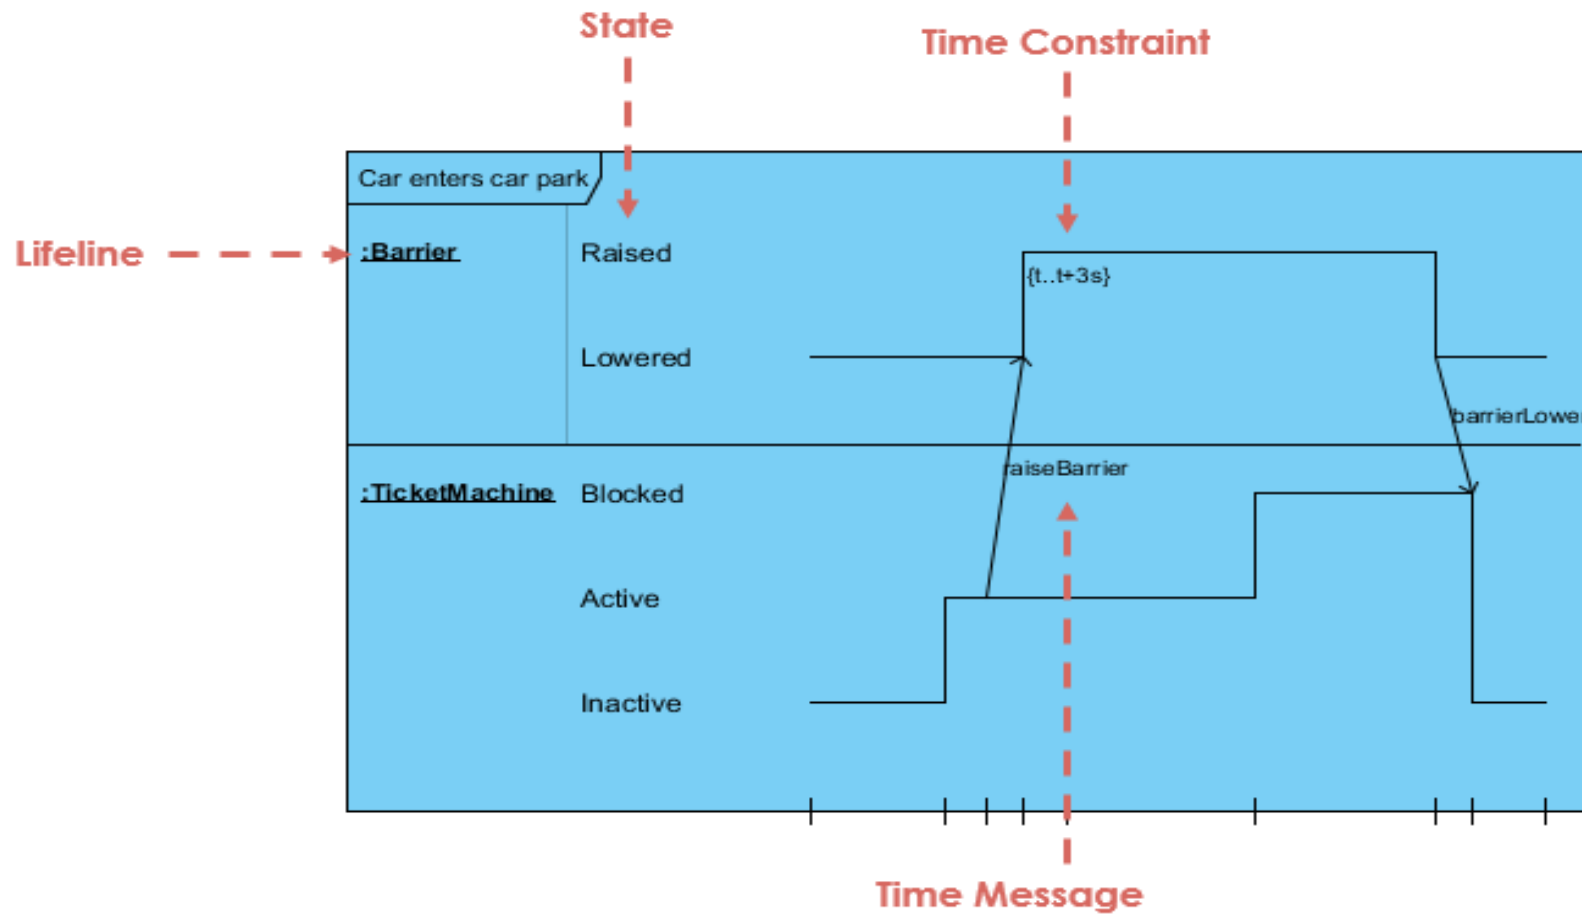 State
Time Constraint
Car enters car park
Lifeline
:Barrier
Raised
{t..t+3s}
Lowered
barrierLower
raiseBarrier
:TicketMachine
Blocked
Active
Inactive
Time Message